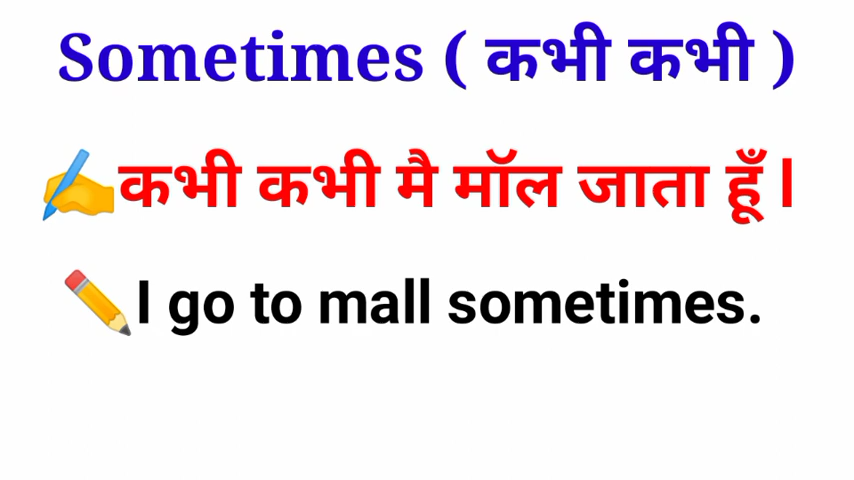 Sometimes ( कभी कभी )
✍️कभी कभी मै मॉल जाता हूँ l
✏️I go to mall sometimes.